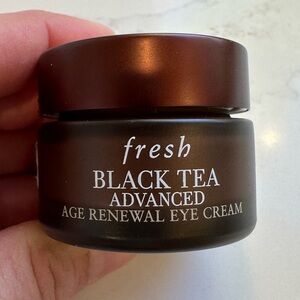 fresh
BLACK TEA
ADVANCED
AGE RENEWAL EYE CREAM